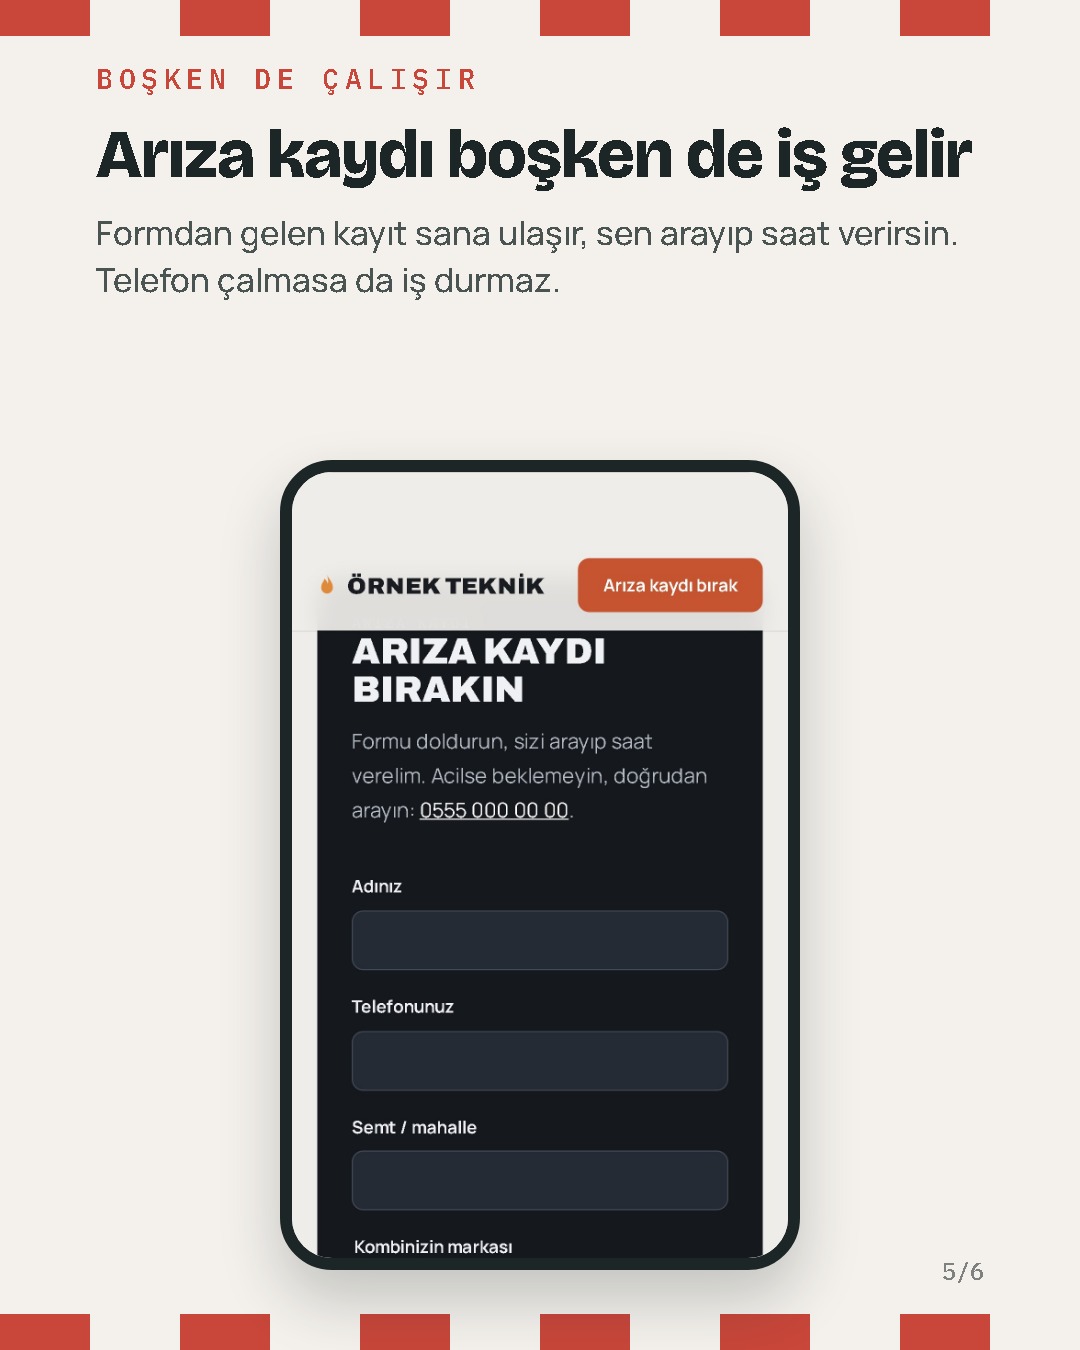 BOŞKEN DE ÇALIŞIR
Arıza kaydı boşken de iş gelir
Formdan gelen kayıt sana ulaşır, sen arayıp saat verirsin.
Telefon çalmasa da iş durmaz.
ÖRNEK TEKNİK
Arıza kaydı bırak
ARIZA KAYDI
BIRAKIN
Formu doldurun, sizi arayıp saat
verelim. Acilse beklemeyin, doğrudan
arayın: 0555 000 00 00.
Adınız
Telefonunuz
Semt / mahalle
Kombinizin markası
5/6